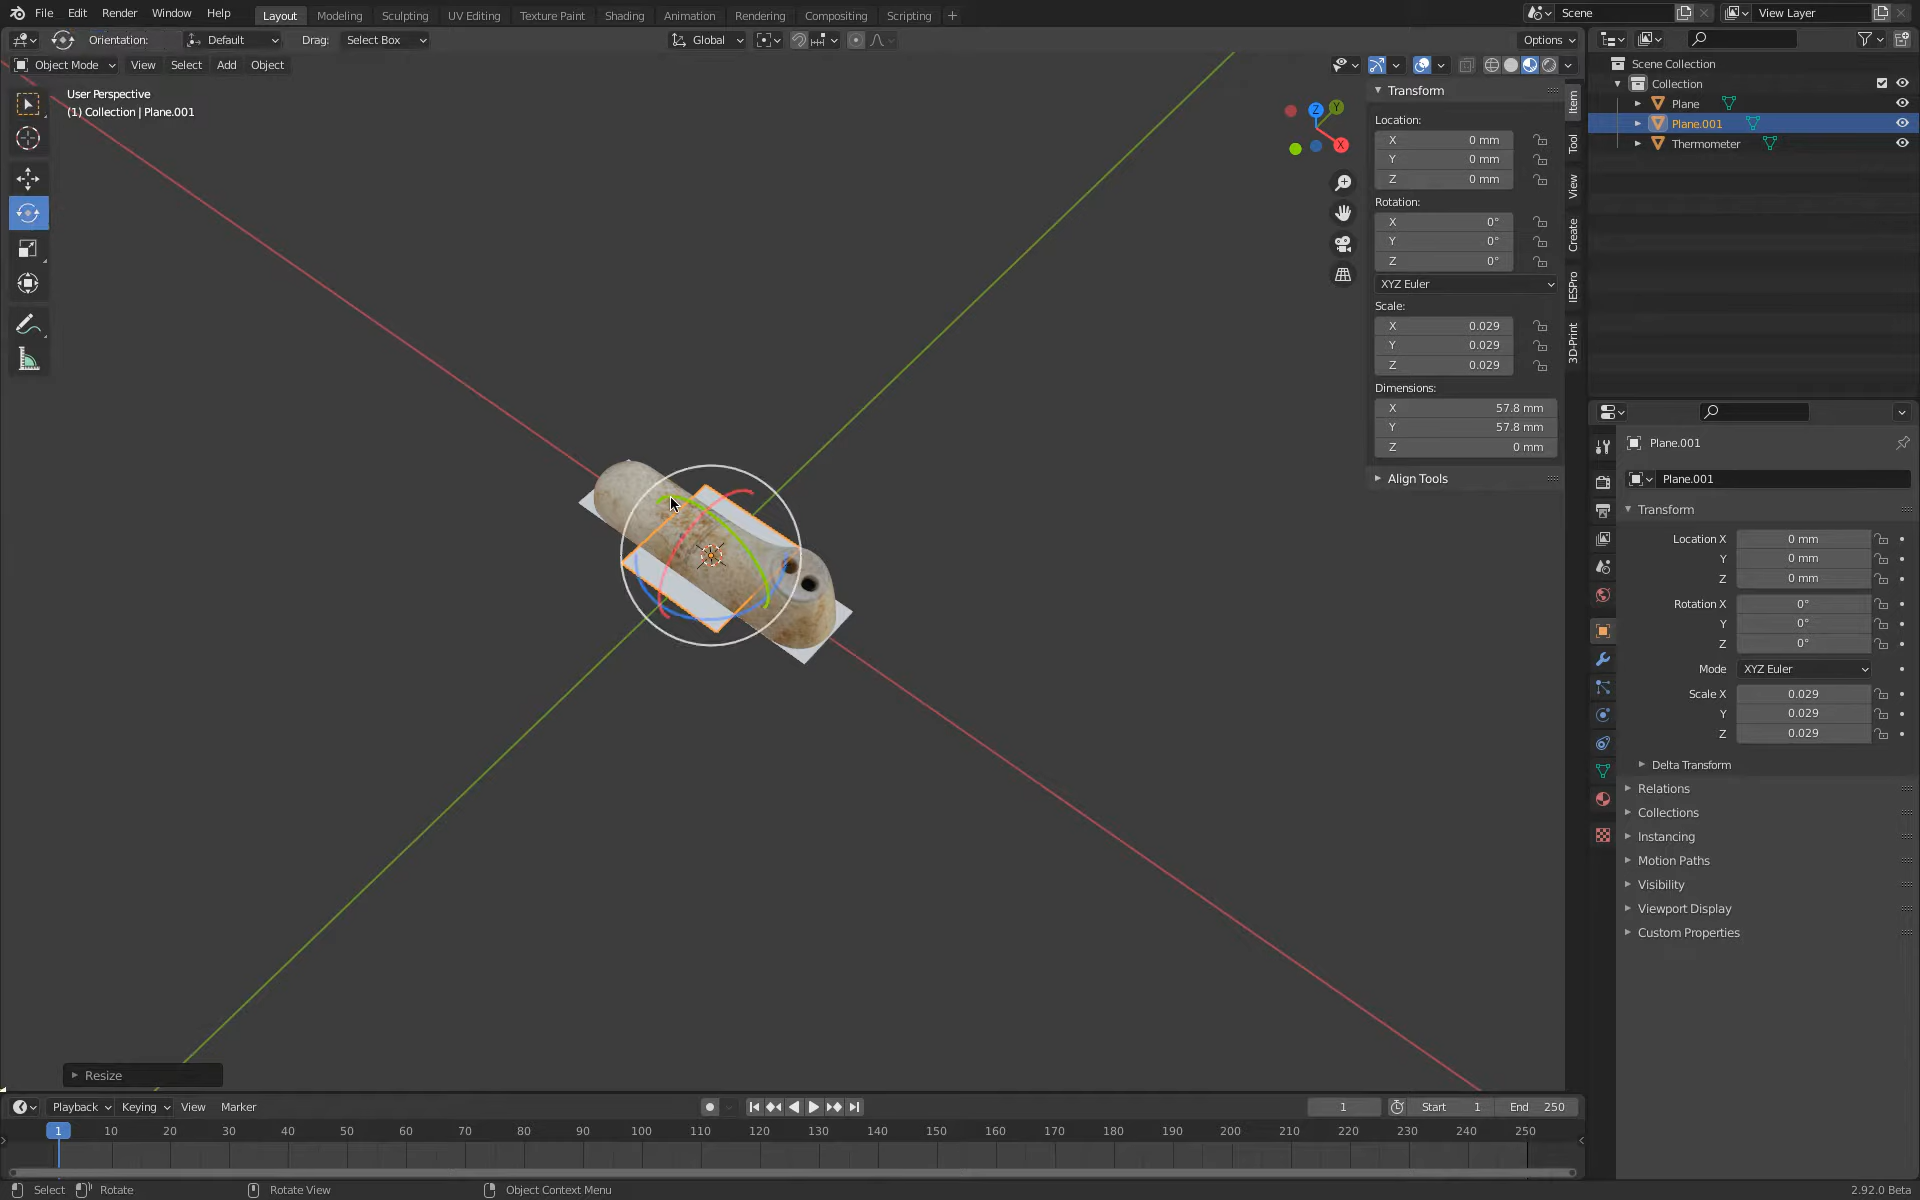 File Edit Render Window Help Layout Modeling Sculpting UV Editing Texture Paint Shading Animation Rendering Compositing Scripting + Scene View Layer
Orientation: Default Drag: Select Box Global Options
Object Mode View Select Add Object
User Perspective
(1) Collection | Plane.001
Z Y X
Transform
Location:
X 0 mm
Y 0 mm
Z 0 mm
Rotation:
X 0°
Y 0°
Z 0°
XYZ Euler
Scale:
X 0.029
Y 0.029
Z 0.029
Dimensions:
X 57.8 mm
Y 57.8 mm
Z 0 mm
Align Tools
Item
Tool
View
Create
IESPro
3D-Print
Scene Collection
Collection
Plane
Plane.001
Thermometer
Plane.001
Plane.001
Transform
Location X 0 mm
Y 0 mm
Z 0 mm
Rotation X 0°
Y 0°
Z 0°
Mode XYZ Euler
Scale X 0.029
Y 0.029
Z 0.029
Delta Transform
Relations
Collections
Instancing
Motion Paths
Visibility
Viewport Display
Custom Properties
Resize
Playback Keying View Marker 1 Start 1 End 250
1 10 20 30 40 50 60 70 80 90 100 110 120 130 140 150 160 170 180 190 200 210 220 230 240 250
Select Rotate Rotate View Object Context Menu 2.92.0 Beta